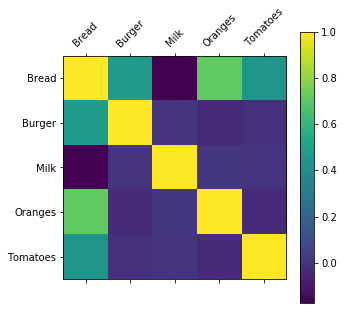 Bread
Burger
Milk
Oranges
Tomatoes
Bread
Burger
Milk
Oranges
Tomatoes
1.0
0.8
0.6
0.4
0.2
0.0